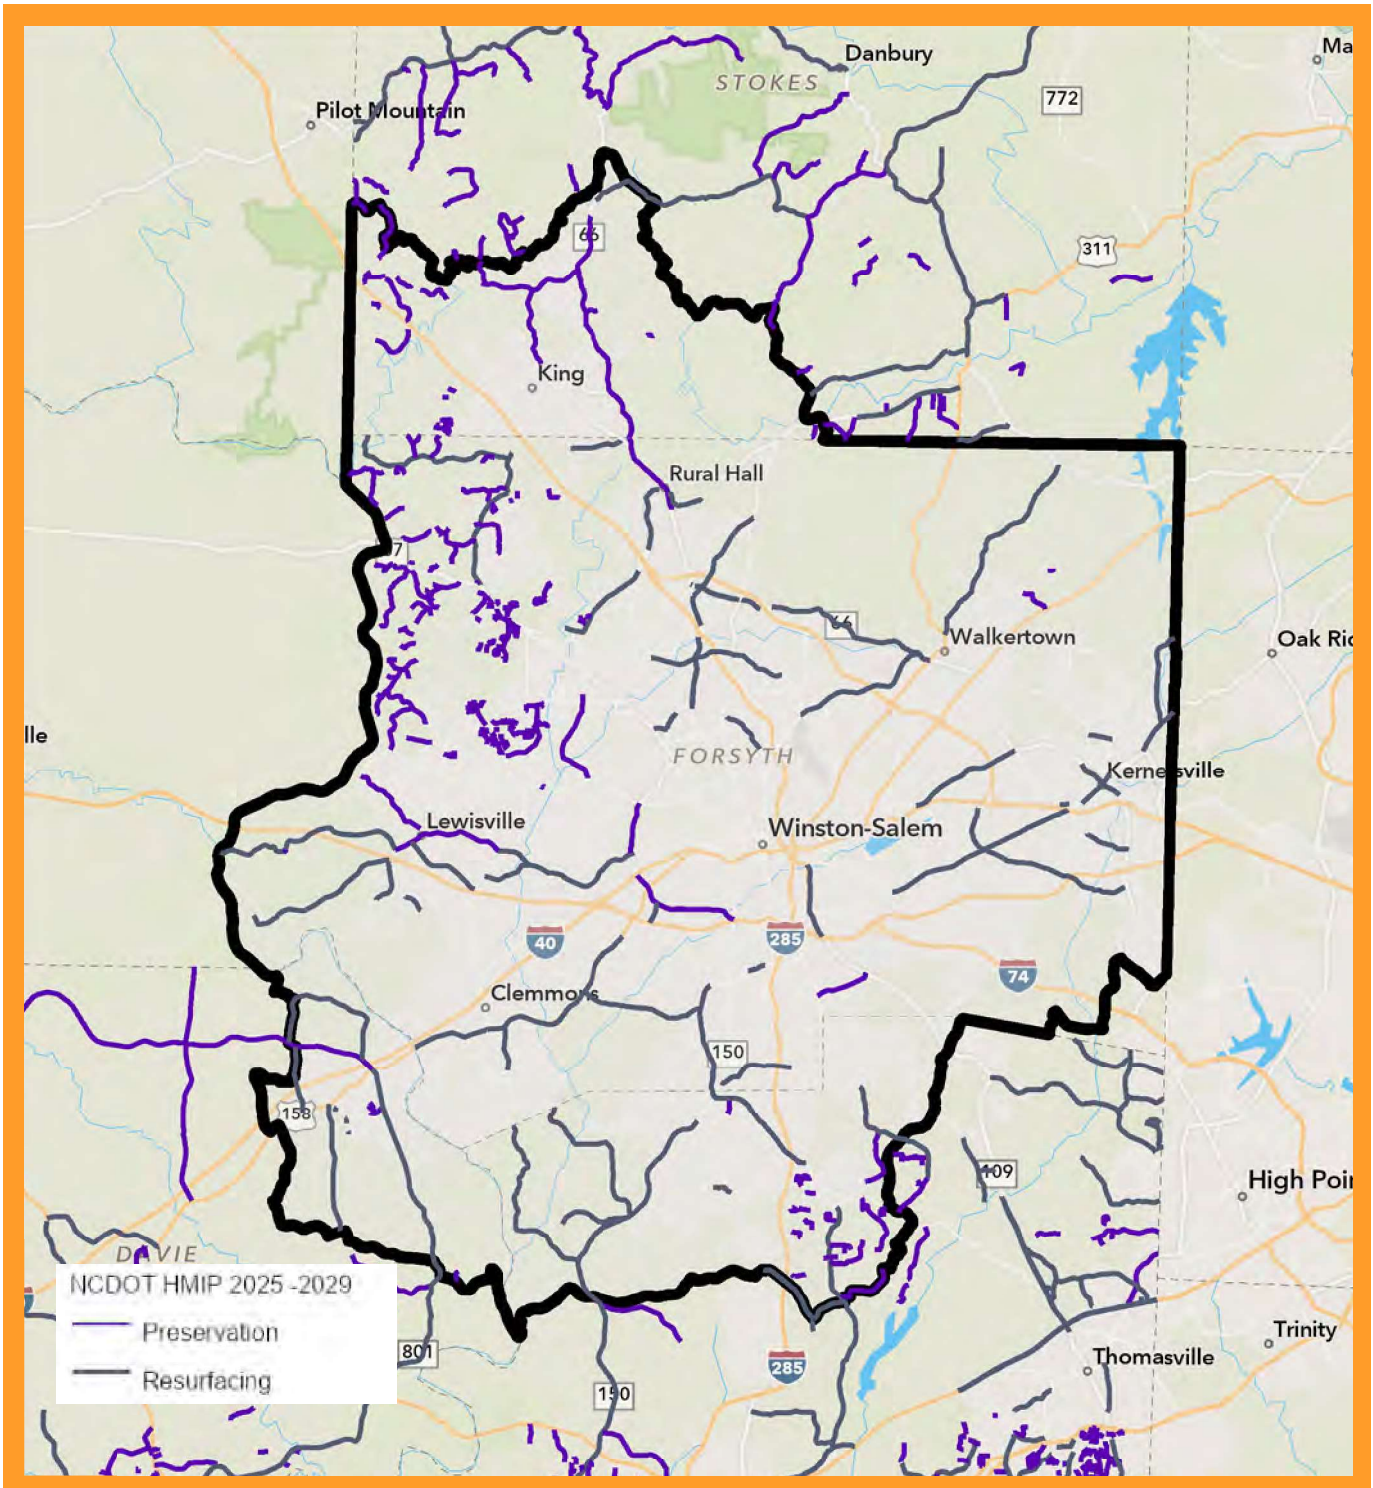 Danbury
Ma
STOKES
772
Pilot Mountain
66
311
King
Rural Hall
7
66
Walkertown
Oak Ric
lle
FORSYTH
Kernersville
Lewisville
Winston-Salem
40
285
74
Clemmons
150
158
109
High Poi
DAVIE
NCDOT HMIP 2025 -2029
Preservation
Resurfacing
Trinity
801
285
Thomasville
150